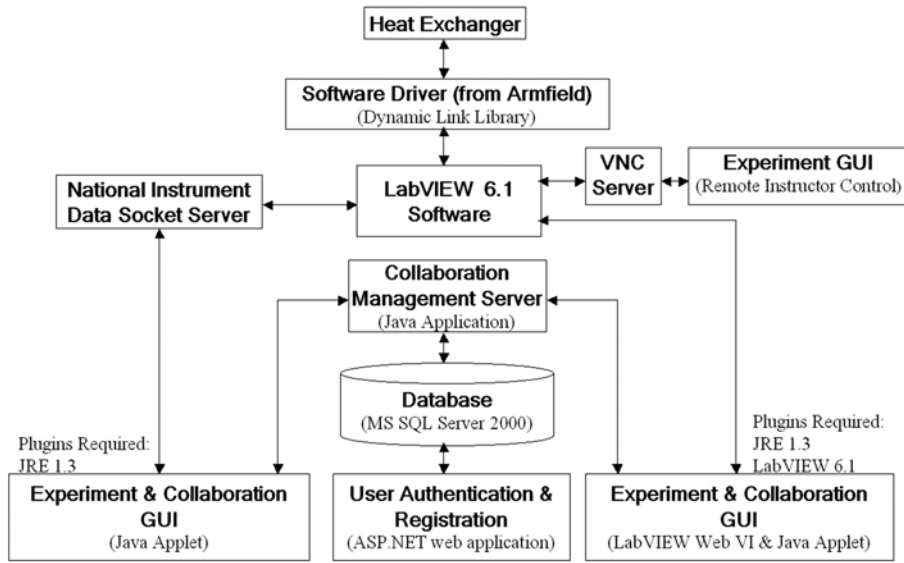 Heat Exchanger
Software Driver (from Armfield)
(Dynamic Link Library)
VNC
Server
Experiment GUI
(Remote Instructor Control)
National Instrument
Data Socket Server
LabVIEW 6.1
Software
Collaboration
Management Server
(Java Application)
Database
(MS SQL Server 2000)
Plugins Required:
JRE 1.3
Plugins Required:
JRE 1.3
LabVIEW 6.1
Experiment & Collaboration
GUI
(Java Applet)
User Authentication &
Registration
(ASP.NET web application)
Experiment & Collaboration
GUI
(LabVIEW Web VI & Java Applet)